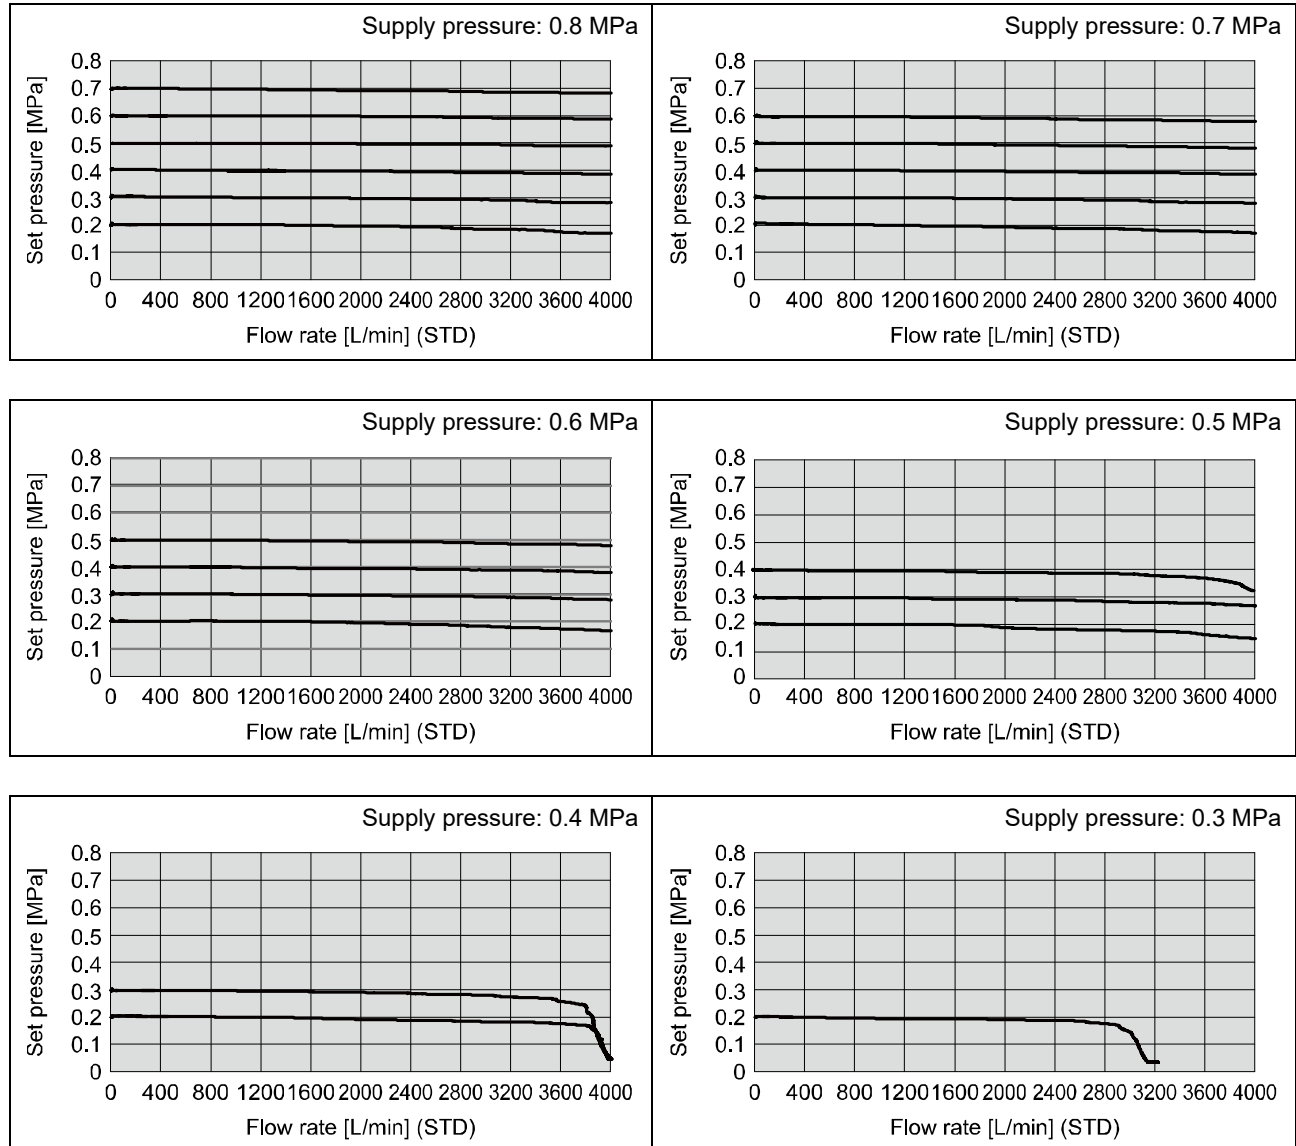 Supply pressure: 0.8 MPa
Set pressure [MPa]
0.8
0.7
0.6
0.5
0.4
0.3
0.2
0.1
0
0 400 800 1200 1600 2000 2400 2800 3200 3600 4000
Flow rate [L/min] (STD)
Supply pressure: 0.7 MPa
Set pressure [MPa]
0.8
0.7
0.6
0.5
0.4
0.3
0.2
0.1
0
0 400 800 1200 1600 2000 2400 2800 3200 3600 4000
Flow rate [L/min] (STD)
Supply pressure: 0.6 MPa
Set pressure [MPa]
0.8
0.7
0.6
0.5
0.4
0.3
0.2
0.1
0
0 400 800 1200 1600 2000 2400 2800 3200 3600 4000
Flow rate [L/min] (STD)
Supply pressure: 0.5 MPa
Set pressure [MPa]
0.8
0.7
0.6
0.5
0.4
0.3
0.2
0.1
0
0 400 800 1200 1600 2000 2400 2800 3200 3600 4000
Flow rate [L/min] (STD)
Supply pressure: 0.4 MPa
Set pressure [MPa]
0.8
0.7
0.6
0.5
0.4
0.3
0.2
0.1
0
0 400 800 1200 1600 2000 2400 2800 3200 3600 4000
Flow rate [L/min] (STD)
Supply pressure: 0.3 MPa
Set pressure [MPa]
0.8
0.7
0.6
0.5
0.4
0.3
0.2
0.1
0
0 400 800 1200 1600 2000 2400 2800 3200 3600 4000
Flow rate [L/min] (STD)